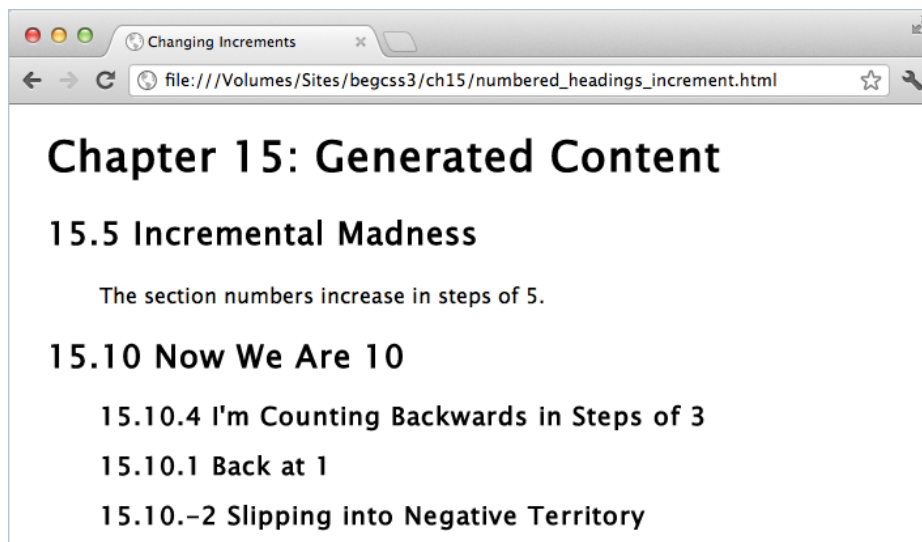 Changing Increments
file:///Volumes/Sites/begcss3/ch15/numbered_headings_increment.html
Chapter 15: Generated Content
15.5 Incremental Madness
The section numbers increase in steps of 5.
15.10 Now We Are 10
15.10.4 I'm Counting Backwards in Steps of 3
15.10.1 Back at 1
15.10.−2 Slipping into Negative Territory